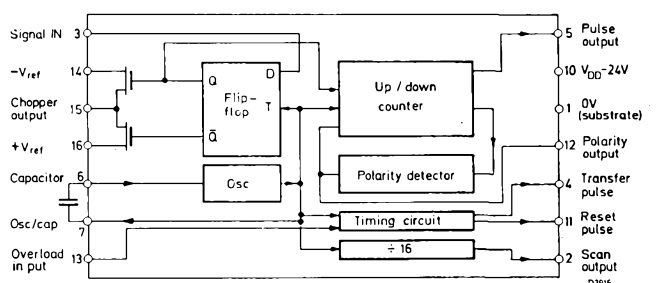 Signal IN
3
-Vref
14
Chopper
output
15
+Vref
16
Capacitor
6
Osc/cap
7
Overload
in put
13
Q
D
Flip-
flop
T
Q̅
Osc
Up / down
counter
Polarity detector
Timing circuit
÷ 16
5
Pulse
output
10
VDD-24V
1
0V
(substrate)
12
Polarity
output
4
Transfer
pulse
11
Reset
pulse
2
Scan
output